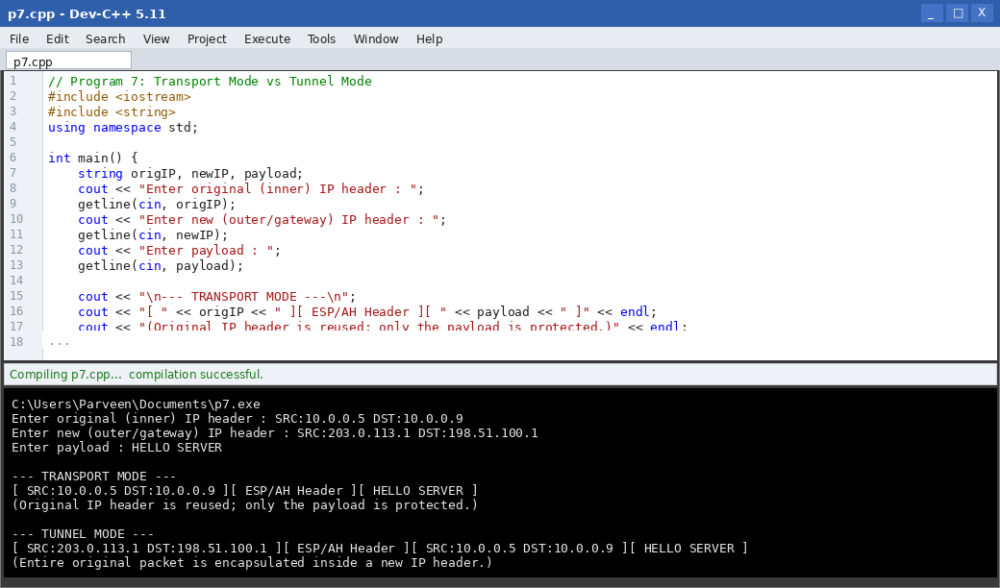 p7.cpp - Dev-C++ 5.11
_ □ X
File Edit Search View Project Execute Tools Window Help
p7.cpp
1 // Program 7: Transport Mode vs Tunnel Mode
2 #include <iostream>
3 #include <string>
4 using namespace std;
5
6 int main() {
7     string origIP, newIP, payload;
8     cout << "Enter original (inner) IP header : ";
9     getline(cin, origIP);
10     cout << "Enter new (outer/gateway) IP header : ";
11     getline(cin, newIP);
12     cout << "Enter payload : ";
13     getline(cin, payload);
14
15     cout << "\n--- TRANSPORT MODE ---\n";
16     cout << "[ " << origIP << " ][ ESP/AH Header ][ " << payload << " ]" << endl;
17     cout << "(Original IP header is reused; only the payload is protected.)" << endl;
18 ...
Compiling p7.cpp... compilation successful.
C:\Users\Parveen\Documents\p7.exe
Enter original (inner) IP header : SRC:10.0.0.5 DST:10.0.0.9
Enter new (outer/gateway) IP header : SRC:203.0.113.1 DST:198.51.100.1
Enter payload : HELLO SERVER
--- TRANSPORT MODE ---
[ SRC:10.0.0.5 DST:10.0.0.9 ][ ESP/AH Header ][ HELLO SERVER ]
(Original IP header is reused; only the payload is protected.)
--- TUNNEL MODE ---
[ SRC:203.0.113.1 DST:198.51.100.1 ][ ESP/AH Header ][ SRC:10.0.0.5 DST:10.0.0.9 ][ HELLO SERVER ]
(Entire original packet is encapsulated inside a new IP header.)